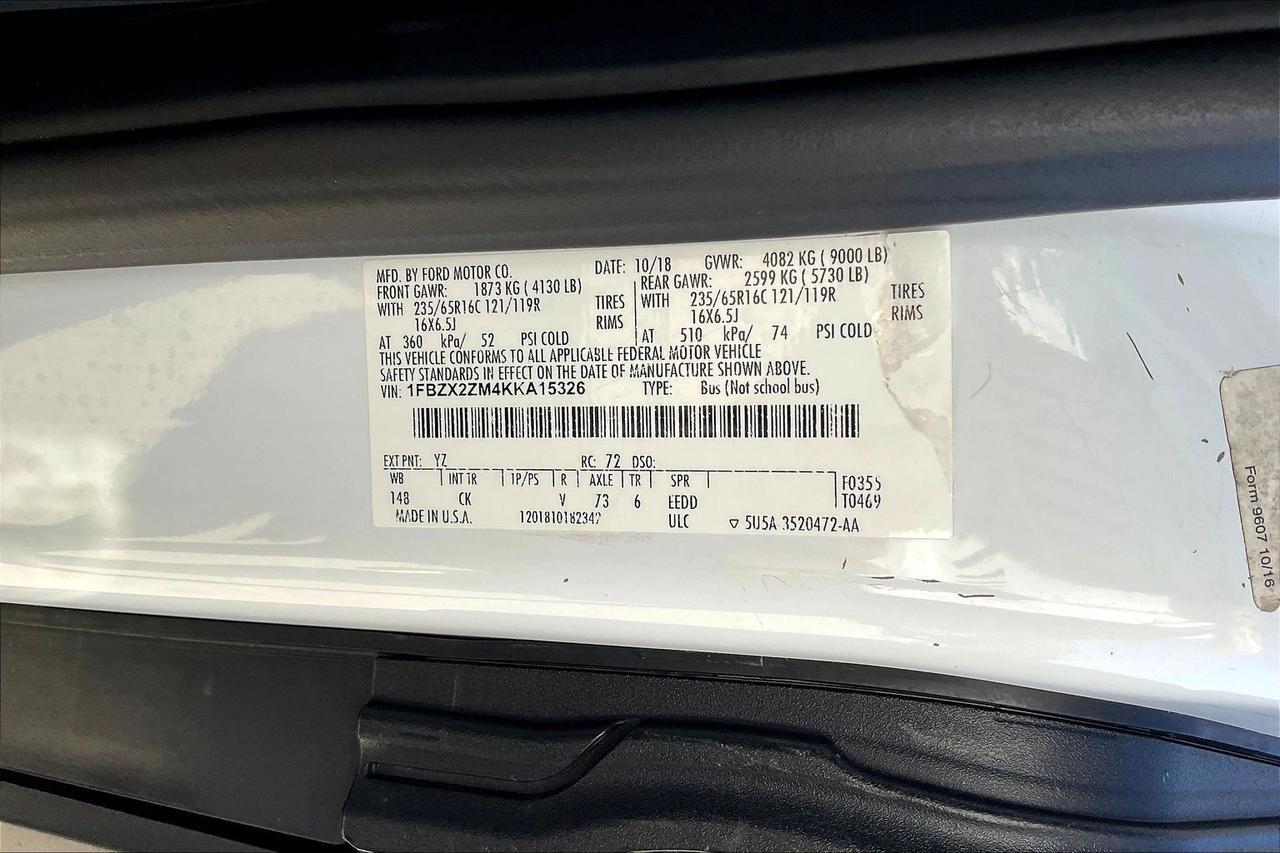 MFD. BY FORD MOTOR CO. DATE: 10/18 GVWR: 4082 KG ( 9000 LB)
FRONT GAWR: 1873 KG ( 4130 LB) REAR GAWR: 2599 KG ( 5730 LB)
WITH 235/65R16C 121/119R TIRES WITH 235/65R16C 121/119R TIRES
16X6.5J RIMS 16X6.5J RIMS
AT 360 kPa/ 52 PSI COLD AT 510 kPa/ 74 PSI COLD
THIS VEHICLE CONFORMS TO ALL APPLICABLE FEDERAL MOTOR VEHICLE
SAFETY STANDARDS IN EFFECT ON THE DATE OF MANUFACTURE SHOWN ABOVE.
VIN: 1FBZX2ZM4KKA15326 TYPE: Bus (Not school bus)
EXT PNT: YZ RC: 72 DSO:
WB INT TR TP/PS R AXLE TR SPR F0355
148 CK V 73 6 EEDD T0469
MADE IN U.S.A. 1201810182342 ULC ▽ 5U5A 3520472-AA
Form 9607 10/16